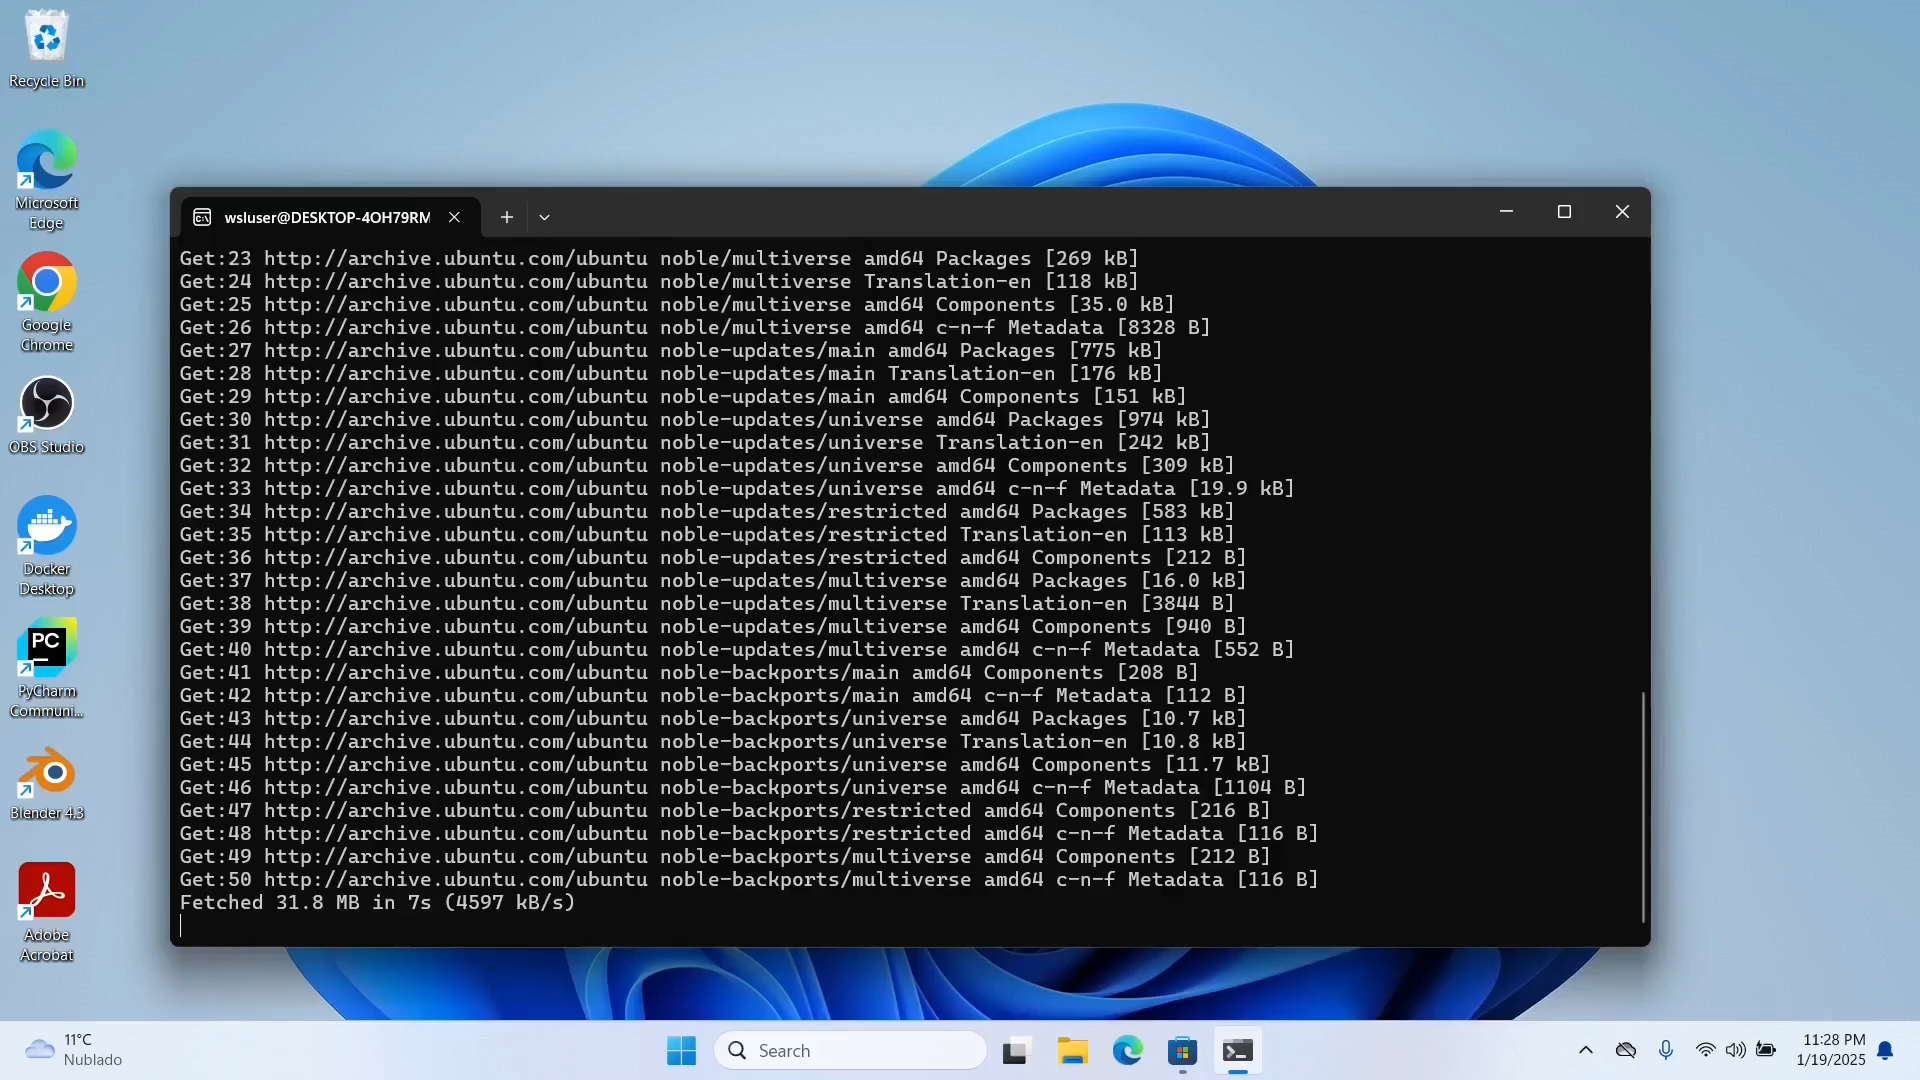 Recycle Bin
Microsoft
Edge
Google
Chrome
OBS Studio
Docker
Desktop
PC
PyCharm
Communi...
Blender 4.3
Adobe
Acrobat
wsluser@DESKTOP-4OH79RM
Get:23 http://archive.ubuntu.com/ubuntu noble/multiverse amd64 Packages [269 kB]
Get:24 http://archive.ubuntu.com/ubuntu noble/multiverse Translation-en [118 kB]
Get:25 http://archive.ubuntu.com/ubuntu noble/multiverse amd64 Components [35.0 kB]
Get:26 http://archive.ubuntu.com/ubuntu noble/multiverse amd64 c-n-f Metadata [8328 B]
Get:27 http://archive.ubuntu.com/ubuntu noble-updates/main amd64 Packages [775 kB]
Get:28 http://archive.ubuntu.com/ubuntu noble-updates/main Translation-en [176 kB]
Get:29 http://archive.ubuntu.com/ubuntu noble-updates/main amd64 Components [151 kB]
Get:30 http://archive.ubuntu.com/ubuntu noble-updates/universe amd64 Packages [974 kB]
Get:31 http://archive.ubuntu.com/ubuntu noble-updates/universe Translation-en [242 kB]
Get:32 http://archive.ubuntu.com/ubuntu noble-updates/universe amd64 Components [309 kB]
Get:33 http://archive.ubuntu.com/ubuntu noble-updates/universe amd64 c-n-f Metadata [19.9 kB]
Get:34 http://archive.ubuntu.com/ubuntu noble-updates/restricted amd64 Packages [583 kB]
Get:35 http://archive.ubuntu.com/ubuntu noble-updates/restricted Translation-en [113 kB]
Get:36 http://archive.ubuntu.com/ubuntu noble-updates/restricted amd64 Components [212 B]
Get:37 http://archive.ubuntu.com/ubuntu noble-updates/multiverse amd64 Packages [16.0 kB]
Get:38 http://archive.ubuntu.com/ubuntu noble-updates/multiverse Translation-en [3844 B]
Get:39 http://archive.ubuntu.com/ubuntu noble-updates/multiverse amd64 Components [940 B]
Get:40 http://archive.ubuntu.com/ubuntu noble-updates/multiverse amd64 c-n-f Metadata [552 B]
Get:41 http://archive.ubuntu.com/ubuntu noble-backports/main amd64 Components [208 B]
Get:42 http://archive.ubuntu.com/ubuntu noble-backports/main amd64 c-n-f Metadata [112 B]
Get:43 http://archive.ubuntu.com/ubuntu noble-backports/universe amd64 Packages [10.7 kB]
Get:44 http://archive.ubuntu.com/ubuntu noble-backports/universe Translation-en [10.8 kB]
Get:45 http://archive.ubuntu.com/ubuntu noble-backports/universe amd64 Components [11.7 kB]
Get:46 http://archive.ubuntu.com/ubuntu noble-backports/universe amd64 c-n-f Metadata [1104 B]
Get:47 http://archive.ubuntu.com/ubuntu noble-backports/restricted amd64 Components [216 B]
Get:48 http://archive.ubuntu.com/ubuntu noble-backports/restricted amd64 c-n-f Metadata [116 B]
Get:49 http://archive.ubuntu.com/ubuntu noble-backports/multiverse amd64 Components [212 B]
Get:50 http://archive.ubuntu.com/ubuntu noble-backports/multiverse amd64 c-n-f Metadata [116 B]
Fetched 31.8 MB in 7s (4597 kB/s)
11°C
Nublado
Search
11:28 PM
1/19/2025